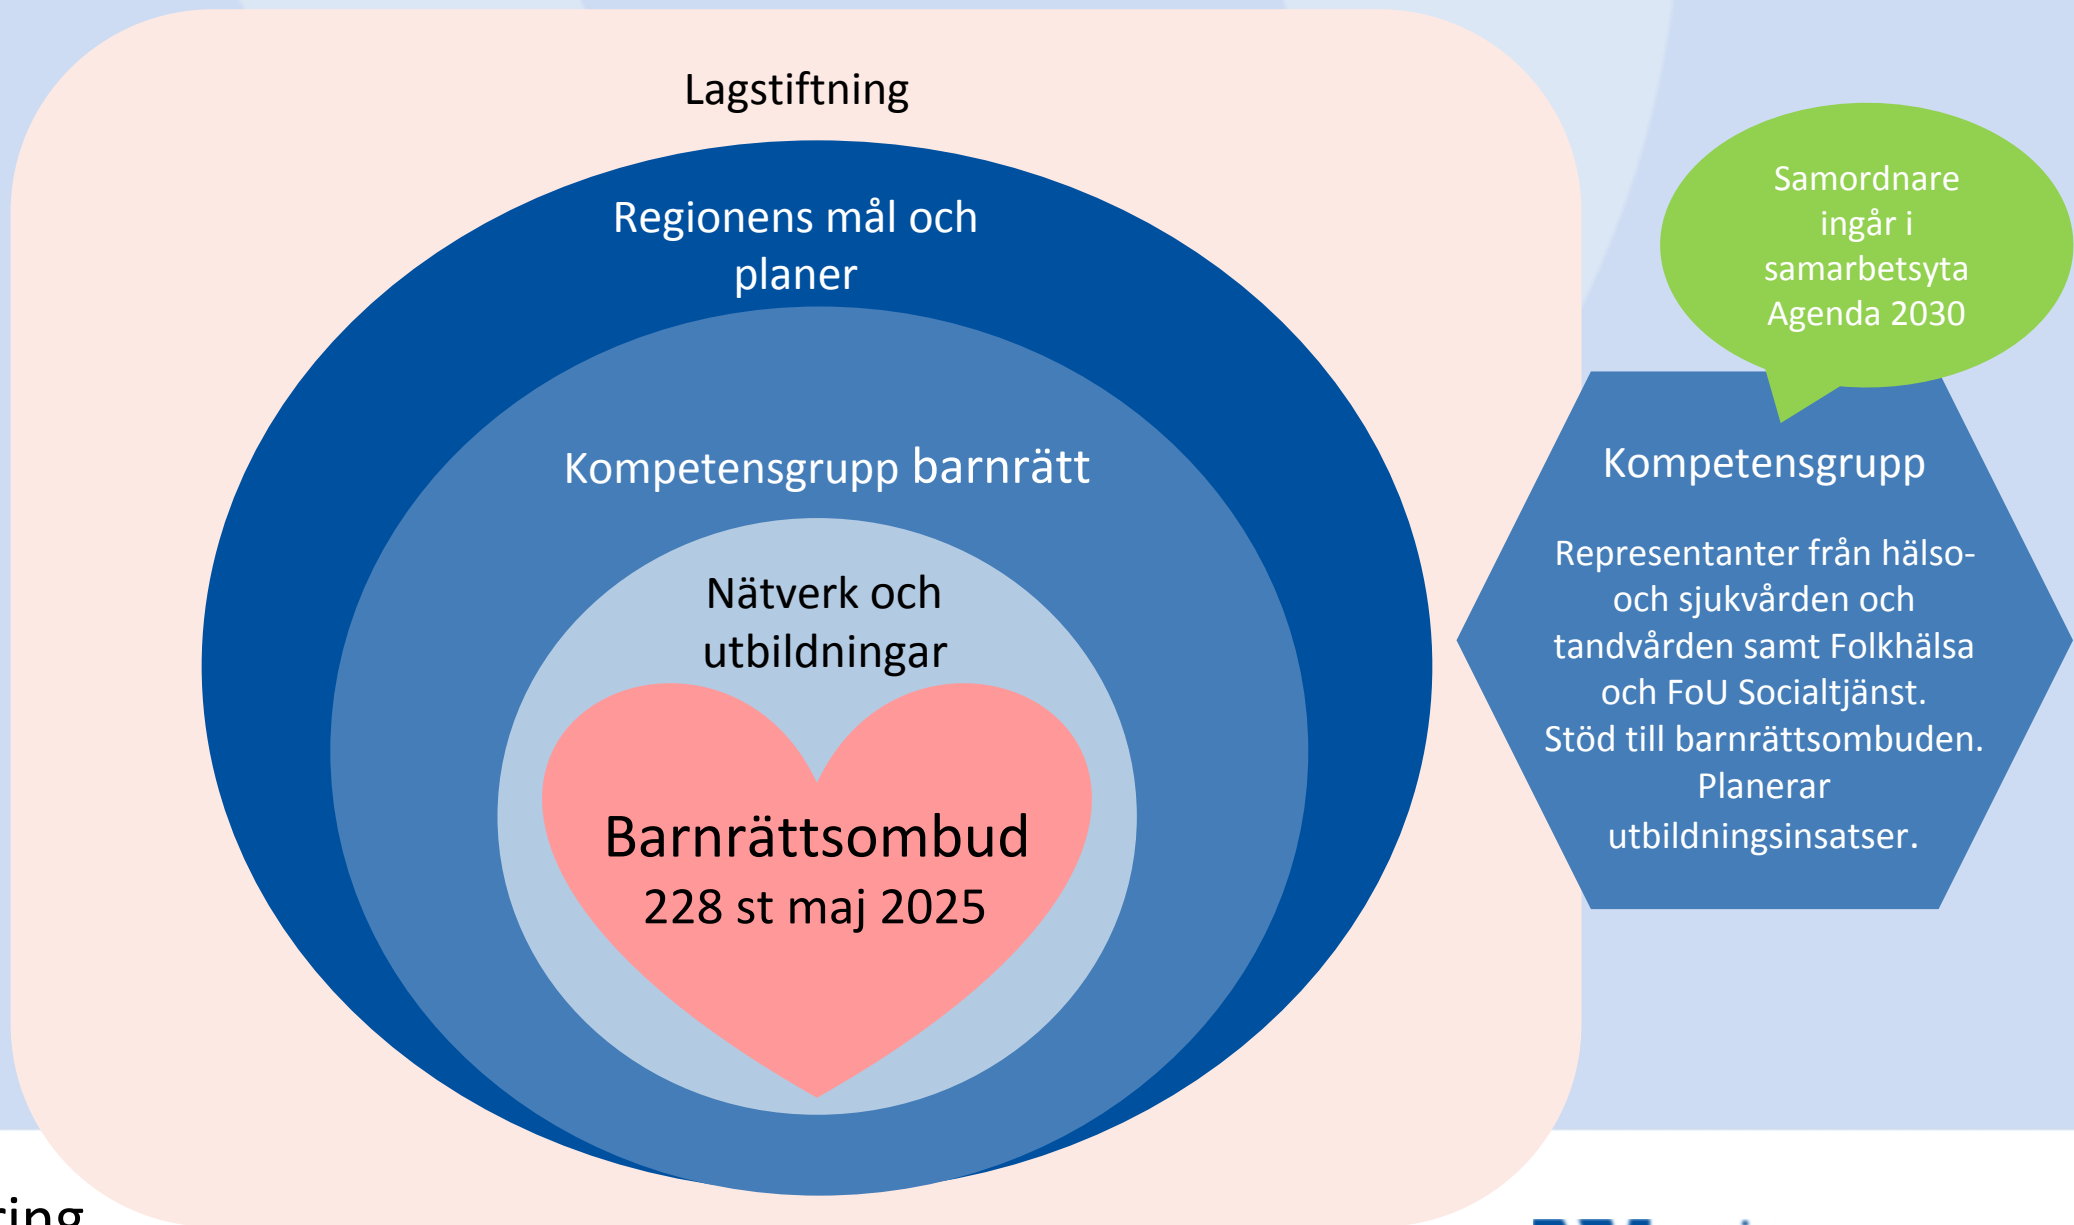 Lagstiftning
Regionens mål och
planer
Kompetensgrupp barnrätt
Nätverk och
utbildningar
Barnrättsombud
228 st maj 2025
Samordnare
ingår i
samarbetsyta
Agenda 2030
Kompetensgrupp
Representanter från hälso-
och sjukvården och
tandvården samt Folkhälsa
och FoU Socialtjänst.
Stöd till barnrättsombuden.
Planerar
utbildningsinsatser.